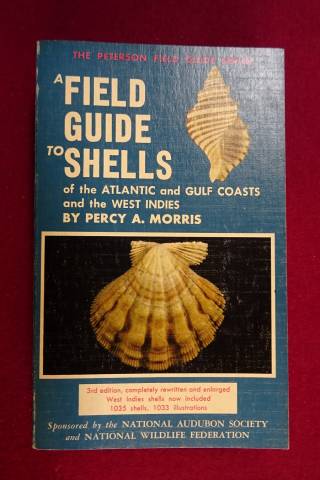 THE PETERSON FIELD GUIDE SERIES
A FIELD
GUIDE
TO SHELLS
of the ATLANTIC and GULF COASTS
and the WEST INDIES
BY PERCY A. MORRIS
3rd edition, completely rewritten and enlarged
West Indies shells now included
1035 shells, 1033 illustrations
Sponsored by the NATIONAL AUDUBON SOCIETY
and NATIONAL WILDLIFE FEDERATION